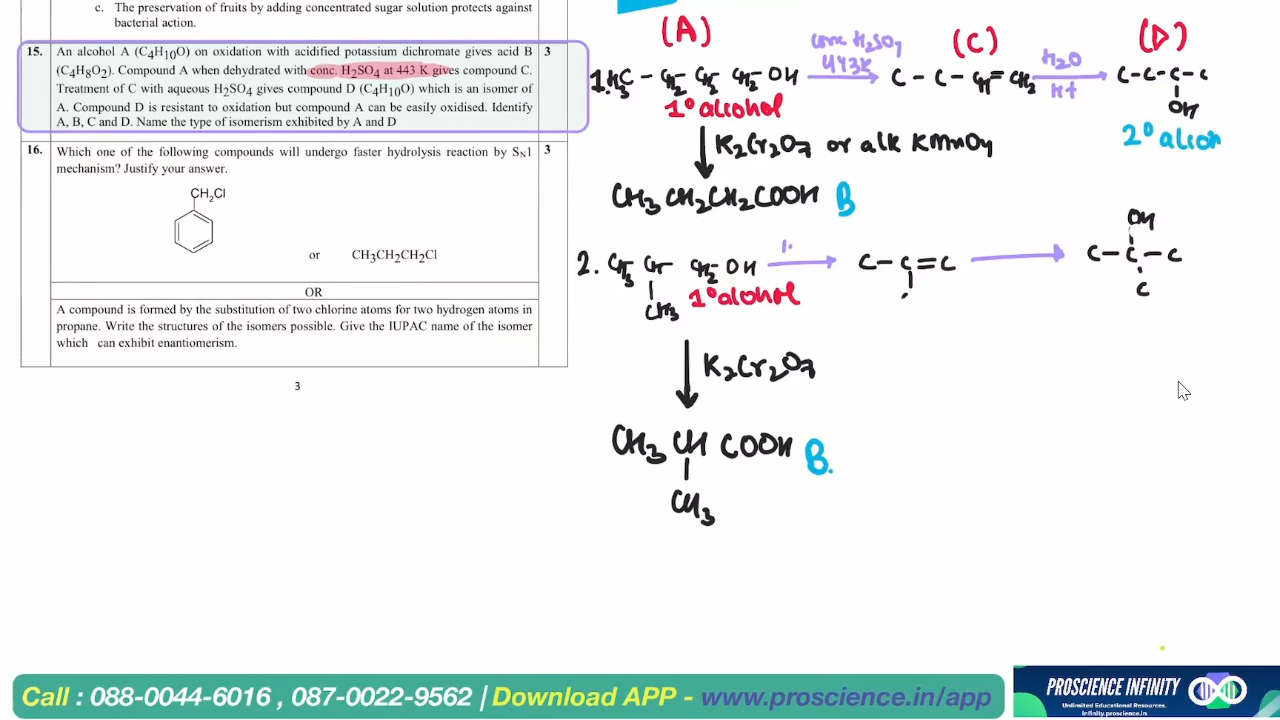 c. The preservation of fruits by adding concentrated sugar solution protects against
bacterial action.
15. An alcohol A (C4H10O) on oxidation with acidified potassium dichromate gives acid B 3
(C4H8O2). Compound A when dehydrated with conc. H2SO4 at 443 K gives compound C.
Treatment of C with aqueous H2SO4 gives compound D (C4H10O) which is an isomer of
A. Compound D is resistant to oxidation but compound A can be easily oxidised. Identify
A, B, C and D. Name the type of isomerism exhibited by A and D
16. Which one of the following compounds will undergo faster hydrolysis reaction by SN1 3
mechanism? Justify your answer.
CH2Cl
or CH3CH2CH2Cl
OR
A compound is formed by the substitution of two chlorine atoms for two hydrogen atoms in
propane. Write the structures of the isomers possible. Give the IUPAC name of the isomer
which can exhibit enantiomerism.
3
(A) (C) (D)
conc H2SO4
443K
H2O
H+
1. H3C - CH2 CH2 CH2-OH C - C - CH=CH2 C-C-C-C
OH
1° alcohol
2° alcoh
K2Cr2O7 or alk KMnO4
CH3CH2CH2COOH B
2. CH3 CH CH2 OH C-C=C C-C-C
CH3
1° alcohol
OH
C
K2Cr2O7
CH3 CH COOH B.
CH3
Call : 088-0044-6016 , 087-0022-9562 | Download APP - www.proscience.in/app
PROSCIENCE INFINITY
Unlimited Educational Resources.
infinity.proscience.in